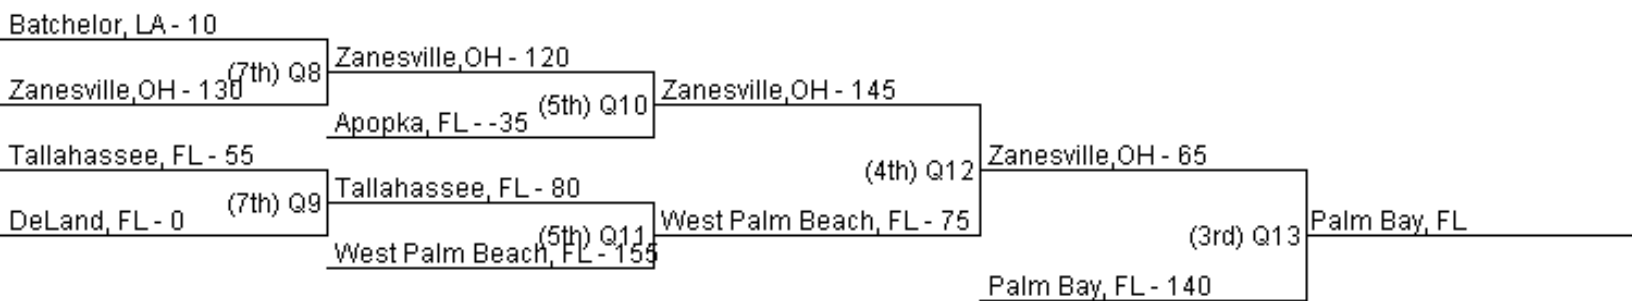 Batchelor, LA - 10
(7th) Q8
Zanesville,OH - 130
Zanesville,OH - 120
(5th) Q10
Apopka, FL - -35
Zanesville,OH - 145
Tallahassee, FL - 55
(7th) Q9
DeLand, FL - 0
Tallahassee, FL - 80
(5th) Q11
West Palm Beach, FL - 155
West Palm Beach, FL - 75
(4th) Q12
Zanesville,OH - 65
(3rd) Q13
Palm Bay, FL - 140
Palm Bay, FL